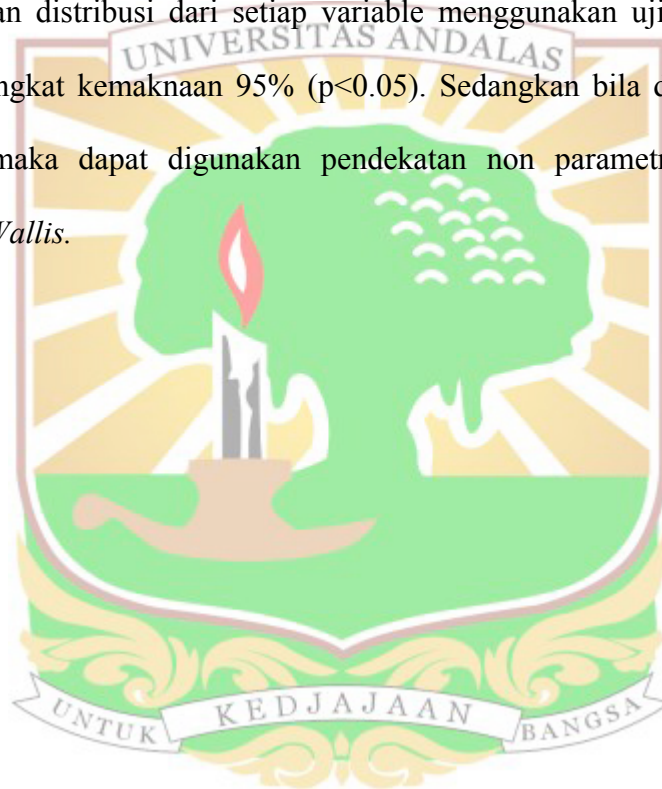 an distribusi dari setiap variable menggunakan uji
ngkat kemaknaan 95% (p<0.05). Sedangkan bila d
maka dapat digunakan pendekatan non parametr
Wallis.
UNIVERSITAS ANDALAS
UNTUK KEDJAJAAN BANGSA